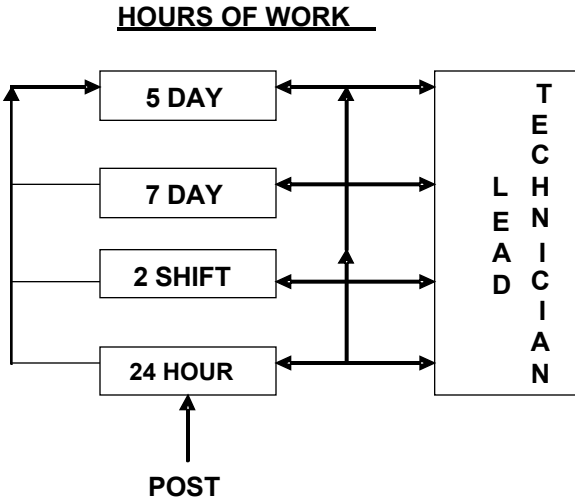 HOURS OF WORK
5 DAY
7 DAY
2 SHIFT
24 HOUR
POST
LEAD
TECHNICIAN